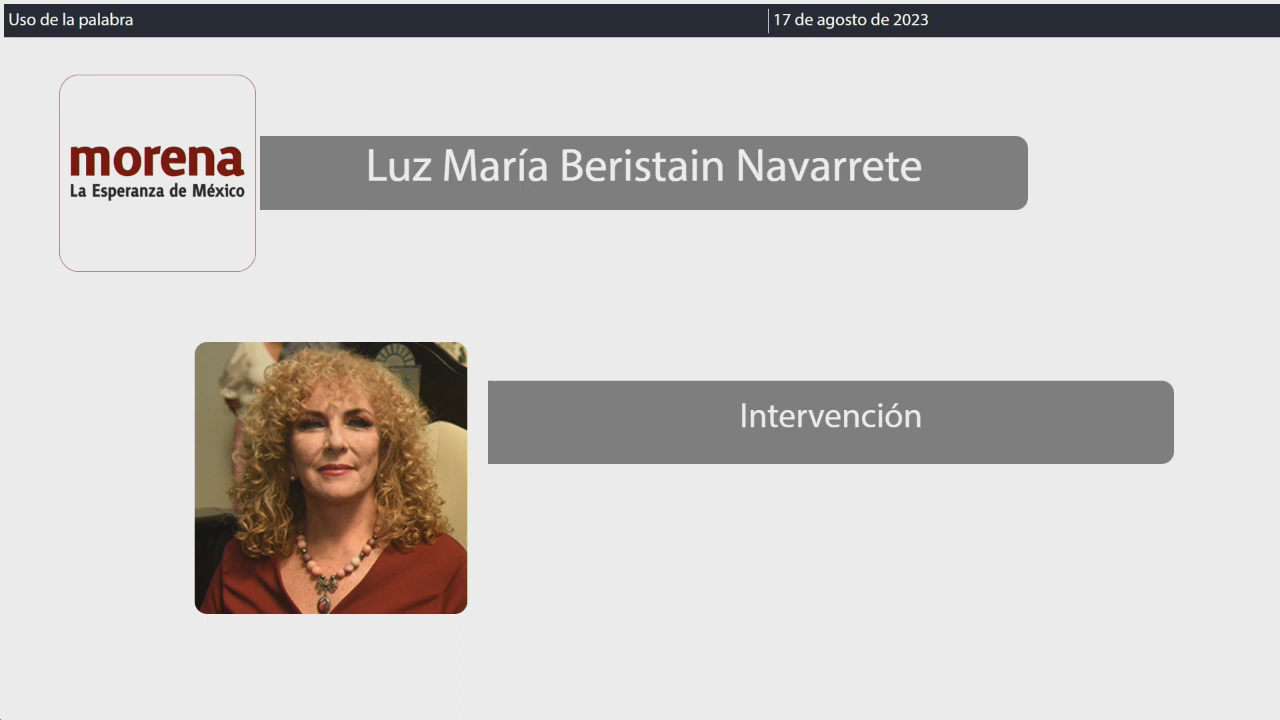 Uso de la palabra
17 de agosto de 2023
morena
La Esperanza de México
Luz María Beristain Navarrete
Intervención